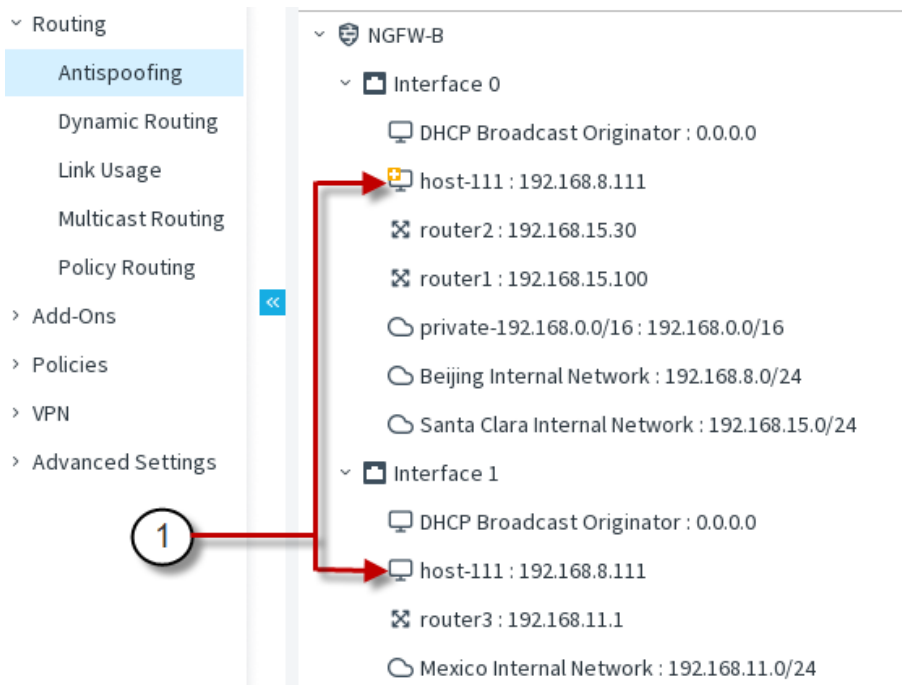 Routing
Antispoofing
Dynamic Routing
Link Usage
Multicast Routing
Policy Routing
Add-Ons
Policies
VPN
Advanced Settings
1
NGFW-B
Interface 0
DHCP Broadcast Originator : 0.0.0.0
host-111 : 192.168.8.111
router2 : 192.168.15.30
router1 : 192.168.15.100
private-192.168.0.0/16 : 192.168.0.0/16
Beijing Internal Network : 192.168.8.0/24
Santa Clara Internal Network : 192.168.15.0/24
Interface 1
DHCP Broadcast Originator : 0.0.0.0
host-111 : 192.168.8.111
router3 : 192.168.11.1
Mexico Internal Network : 192.168.11.0/24